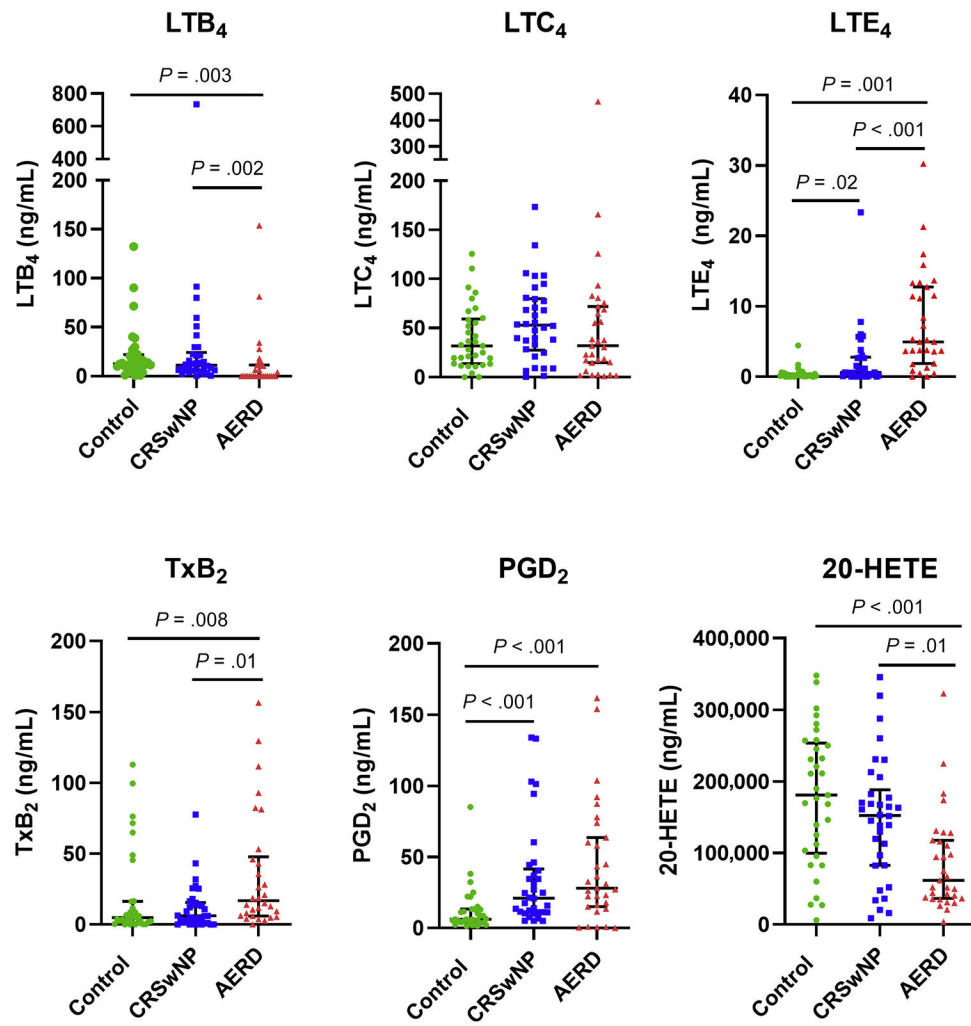 LTB4
P = .003
800
600
400
200
150
100
50
0
P = .002
LTB4 (ng/mL)
Control
CRSwNP
AERD
LTC4
500
400
300
200
150
100
50
0
LTC4 (ng/mL)
Control
CRSwNP
AERD
LTE4
40
30
20
10
0
P = .001
P < .001
P = .02
LTE4 (ng/mL)
Control
CRSwNP
AERD
TxB2
P = .008
P = .01
200
150
100
50
0
TxB2 (ng/mL)
Control
CRSwNP
AERD
PGD2
P < .001
P < .001
200
150
100
50
0
PGD2 (ng/mL)
Control
CRSwNP
AERD
20-HETE
P < .001
P = .01
400,000
300,000
200,000
100,000
0
20-HETE (ng/mL)
Control
CRSwNP
AERD